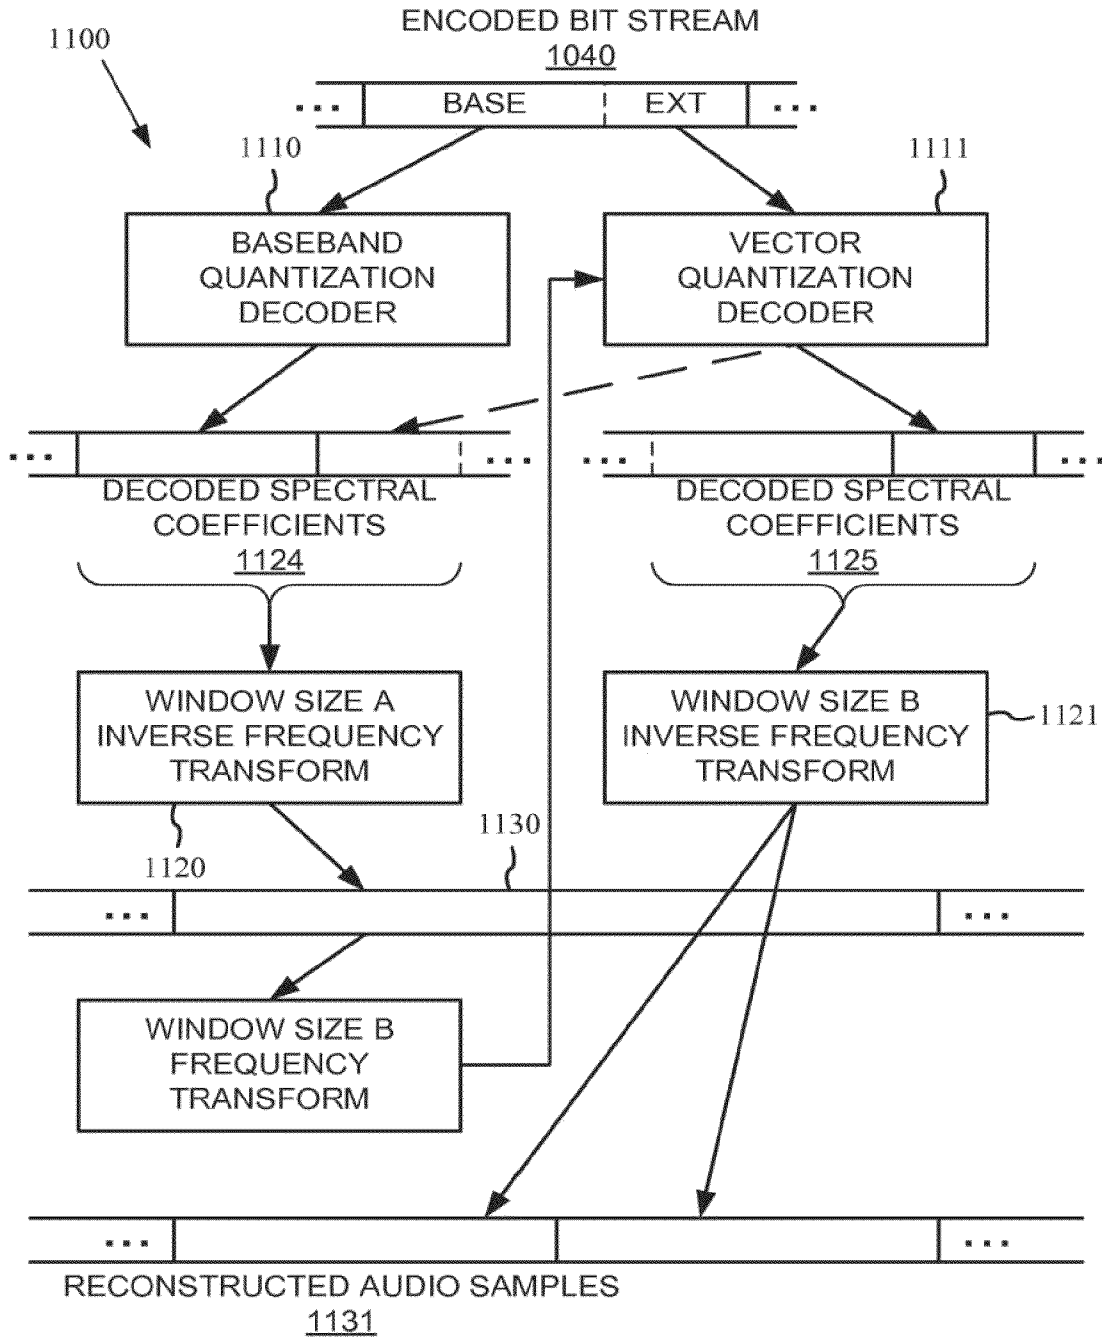 ENCODED BIT STREAM
1040
1100
... BASE EXT ...
1110
1111
BASEBAND
QUANTIZATION
DECODER
VECTOR
QUANTIZATION
DECODER
... ...
... ...
DECODED SPECTRAL
COEFFICIENTS
1124
DECODED SPECTRAL
COEFFICIENTS
1125
WINDOW SIZE A
INVERSE FREQUENCY
TRANSFORM
WINDOW SIZE B
INVERSE FREQUENCY
TRANSFORM
1121
1120
1130
... ...
WINDOW SIZE B
FREQUENCY
TRANSFORM
... ...
RECONSTRUCTED AUDIO SAMPLES
1131